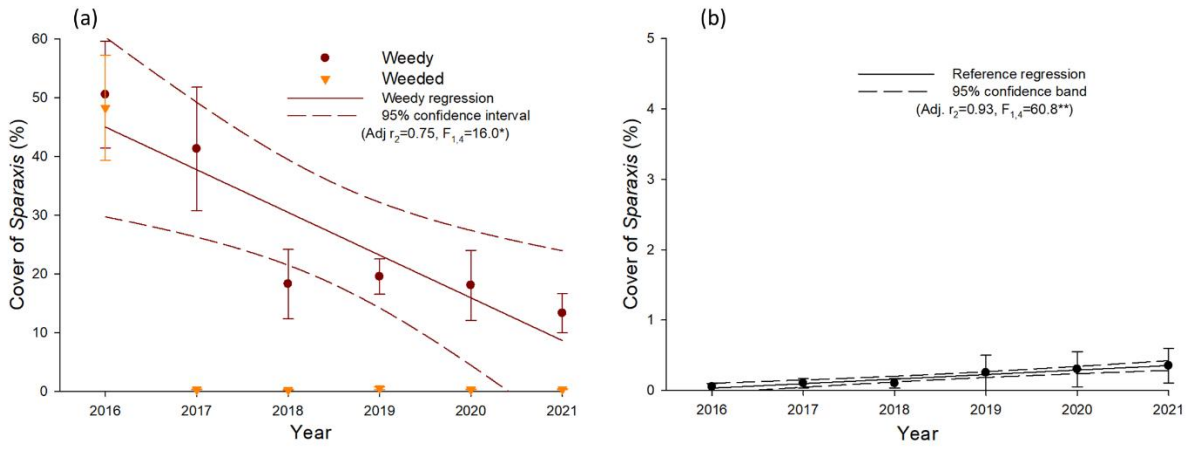 (a)
60
50
40
30
20
10
0
Cover of Sparaxis (%)
Weedy
Weeded
Weedy regression
95% confidence interval
(Adj r2=0.75, F1,4=16.0*)
2016 2017 2018 2019 2020 2021
Year
(b)
5
4
3
2
1
0
Cover of Sparaxis (%)
Reference regression
95% confidence band
(Adj. r2=0.93, F1,4=60.8**)
2016 2017 2018 2019 2020 2021
Year